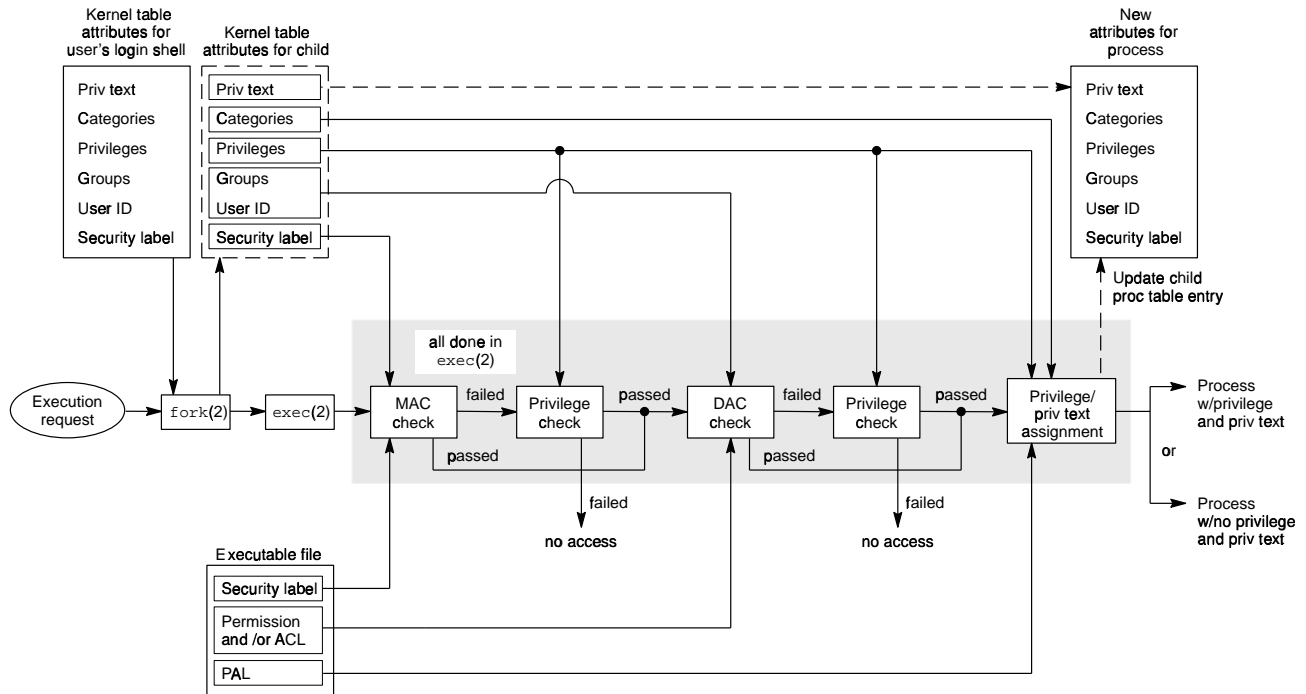 Kernel table
attributes for
user's login shell
Priv text
Categories
Privileges
Groups
User ID
Security label
Kernel table
attributes for child
Priv text
Categories
Privileges
Groups
User ID
Security label
New
attributes for
process
Priv text
Categories
Privileges
Groups
User ID
Security label
Update child
proc table entry
all done in
exec(2)
Execution
request
fork(2)
exec(2)
MAC
check
failed
passed
Privilege
check
passed
failed
no access
DAC
check
failed
passed
Privilege
check
passed
failed
no access
Privilege/
priv text
assignment
Process
w/privilege
and priv text
or
Process
w/no privilege
and priv text
Executable file
Security label
Permission
and /or ACL
PAL